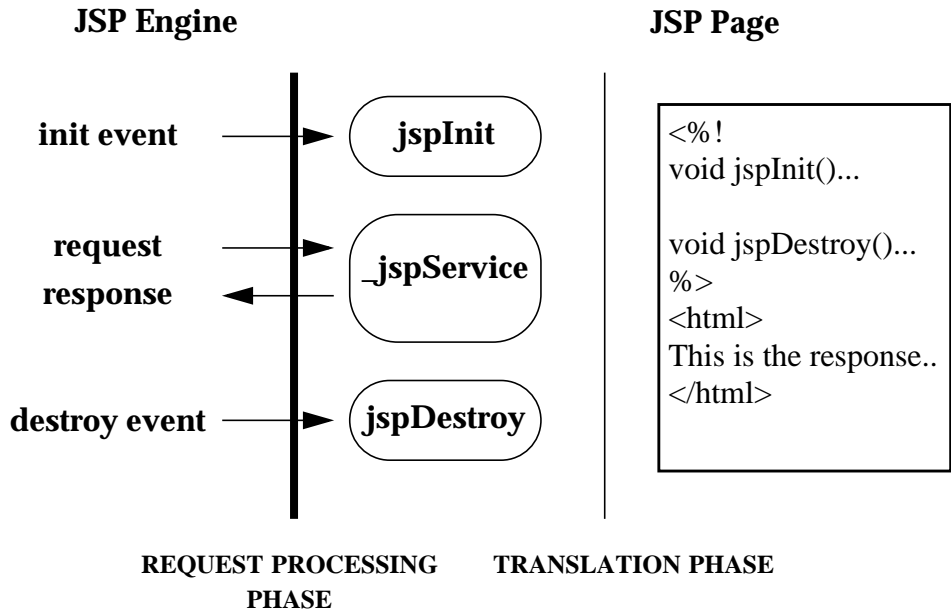 JSP Engine
JSP Page
init event
jspInit
request
response
_jspService
destroy event
jspDestroy
<%!
void jspInit()...
void jspDestroy()...
%>
<html>
This is the response..
</html>
REQUEST PROCESSING
PHASE
TRANSLATION PHASE